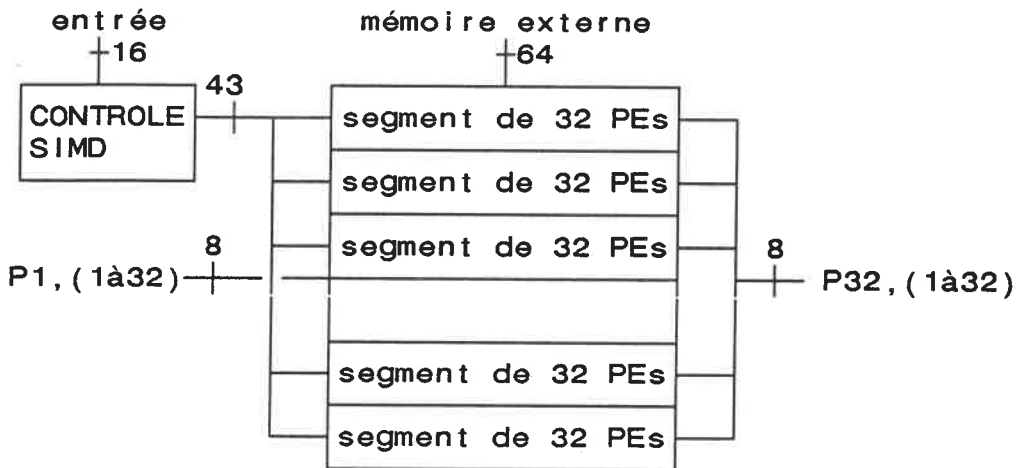 entrée
mémoire externe
16
64
43
CONTROLE
SIMD
segment de 32 PEs
segment de 32 PEs
segment de 32 PEs
8
P1,(1à32)
8
P32,(1à32)
segment de 32 PEs
segment de 32 PEs